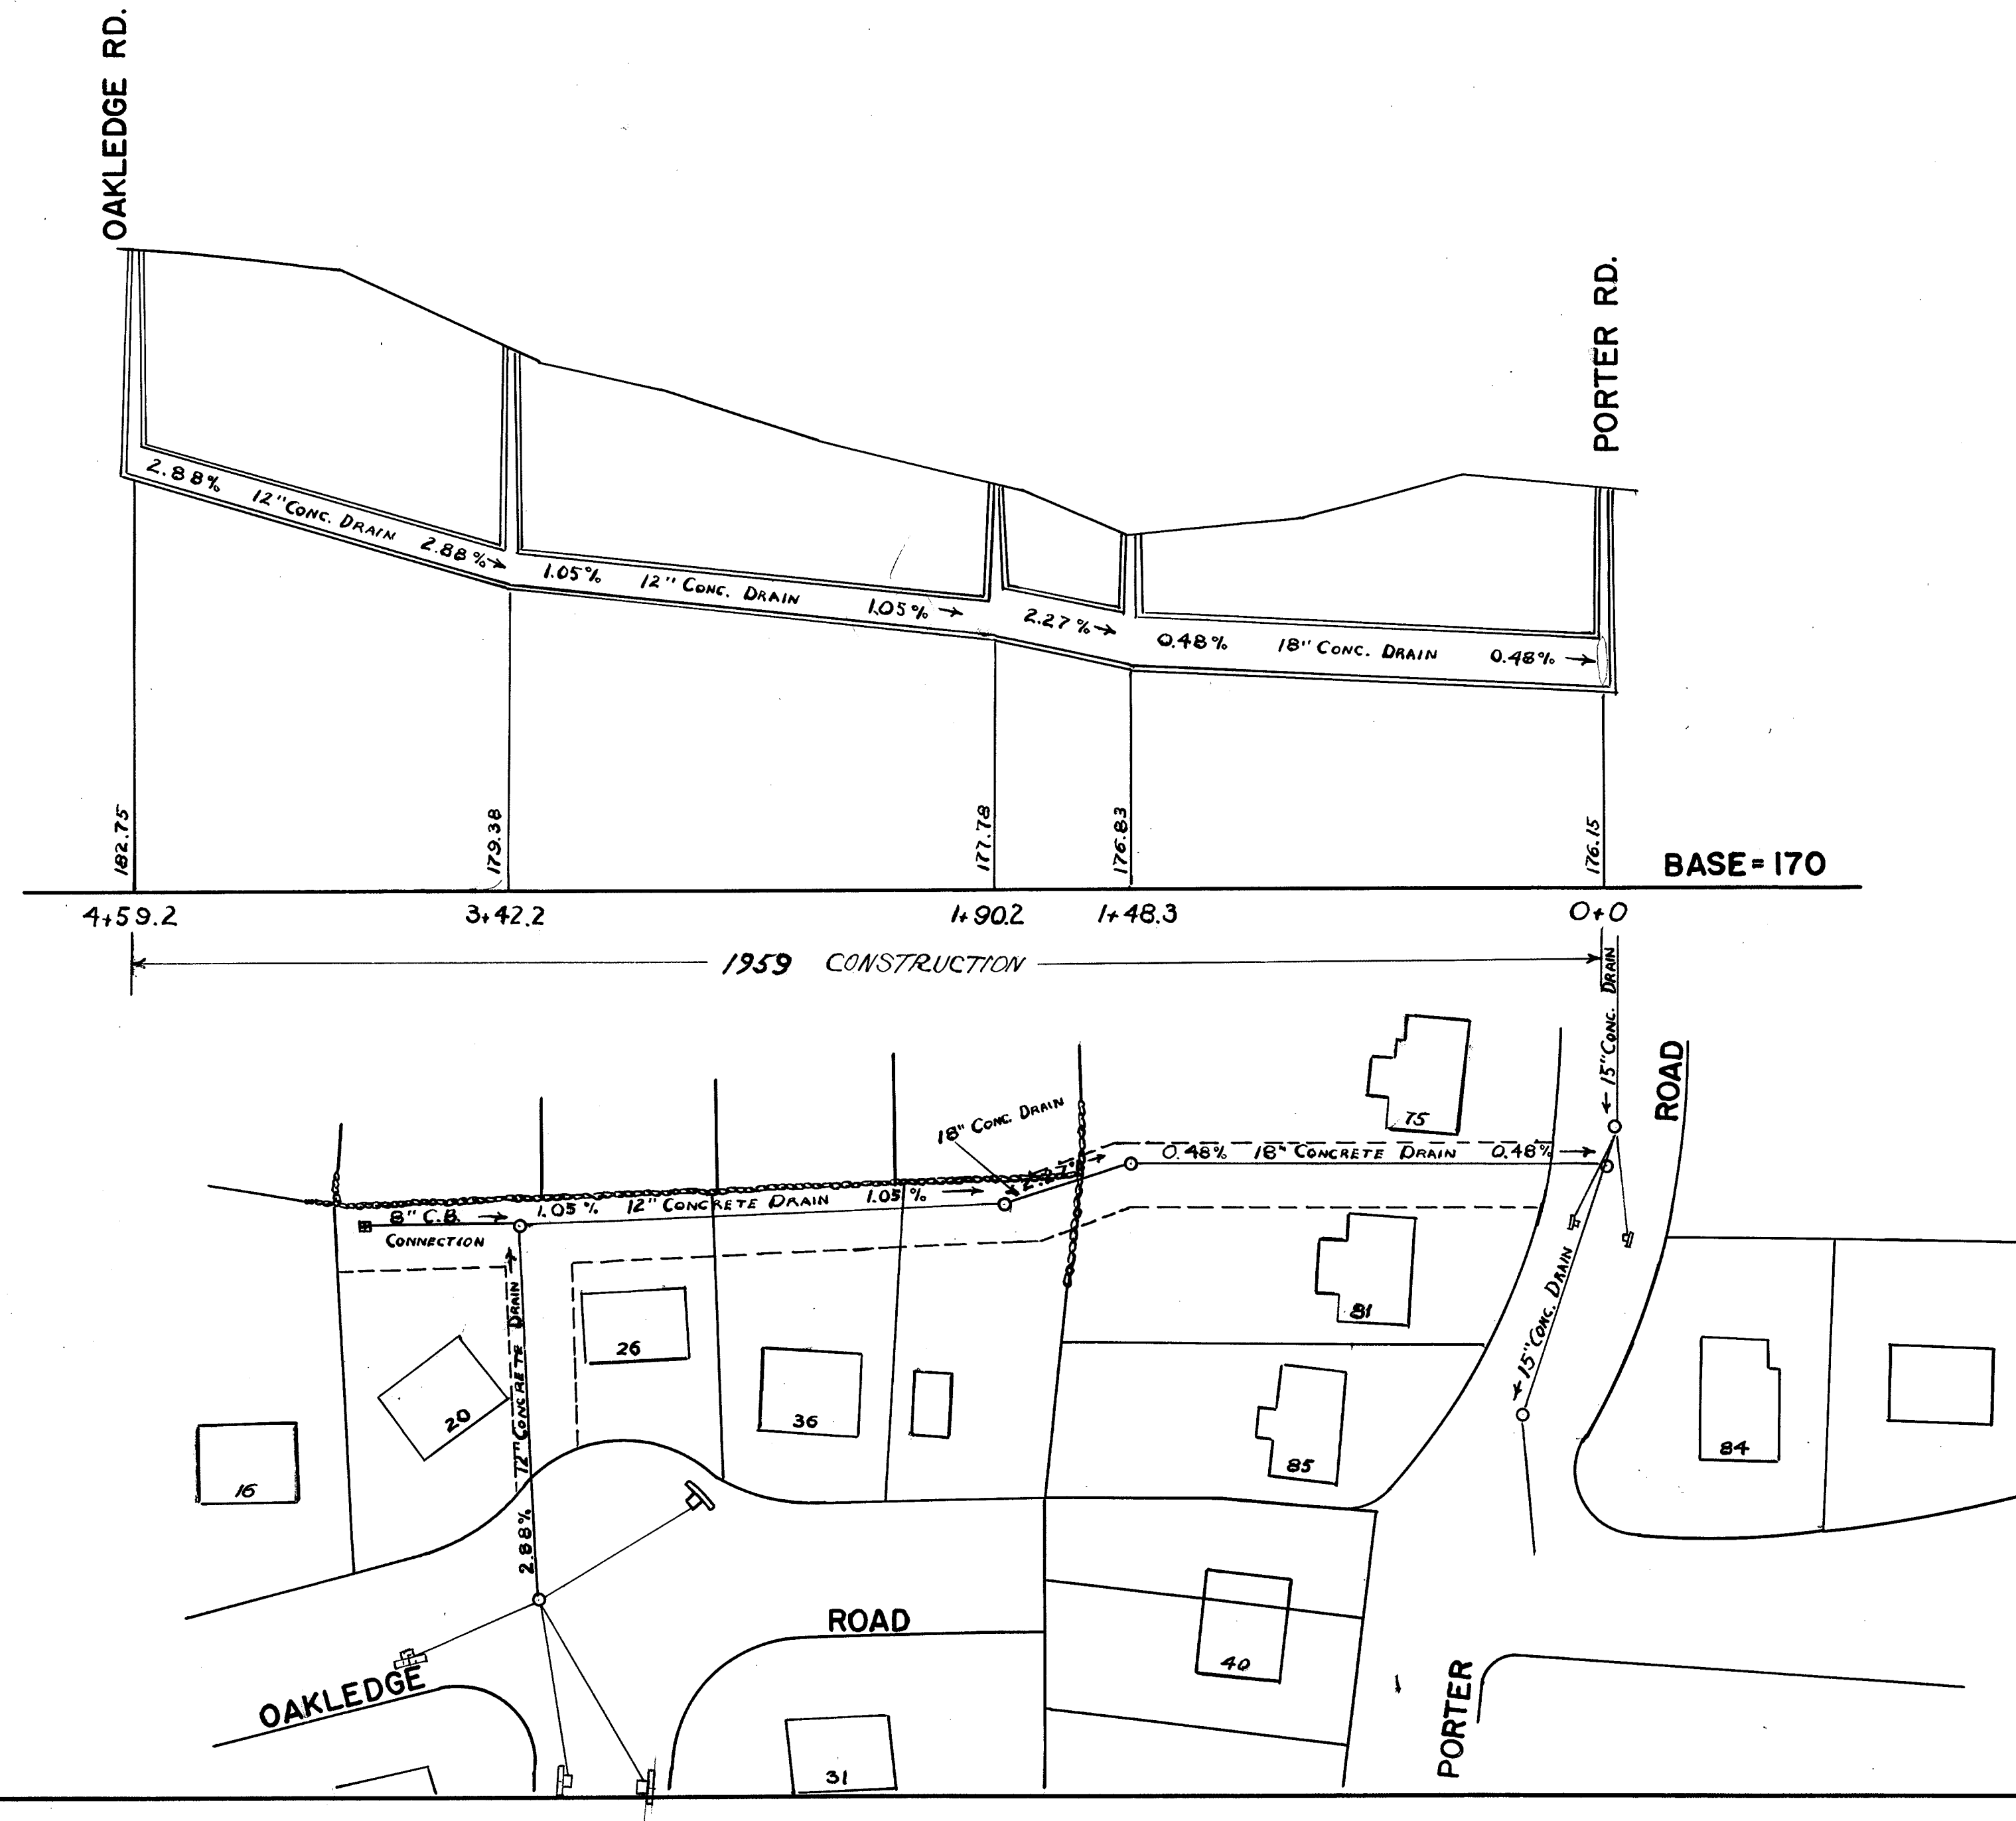 OAKLEDGE RD.
PORTER RD.
2.88% 12" CONC. DRAIN 2.88%
1.05% 12" CONC. DRAIN 1.05%
2.27%
0.48% 18" CONC. DRAIN 0.48%
182.75
179.38
177.78
176.83
176.15
BASE=170
4+59.2 3+42.2 1+90.2 1+48.3 0+0
1959 CONSTRUCTION
15" CONC. DRAIN
ROAD
75
18" CONC. DRAIN
0.48% 18" CONCRETE DRAIN 0.48%
1.05% 12" CONCRETE DRAIN 1.05%
8" C.B.
CONNECTION
2.88% 12" CONCRETE DRAIN
15" CONC. DRAIN
81
26
20
36
85
84
16
ROAD
40
OAKLEDGE
PORTER
31